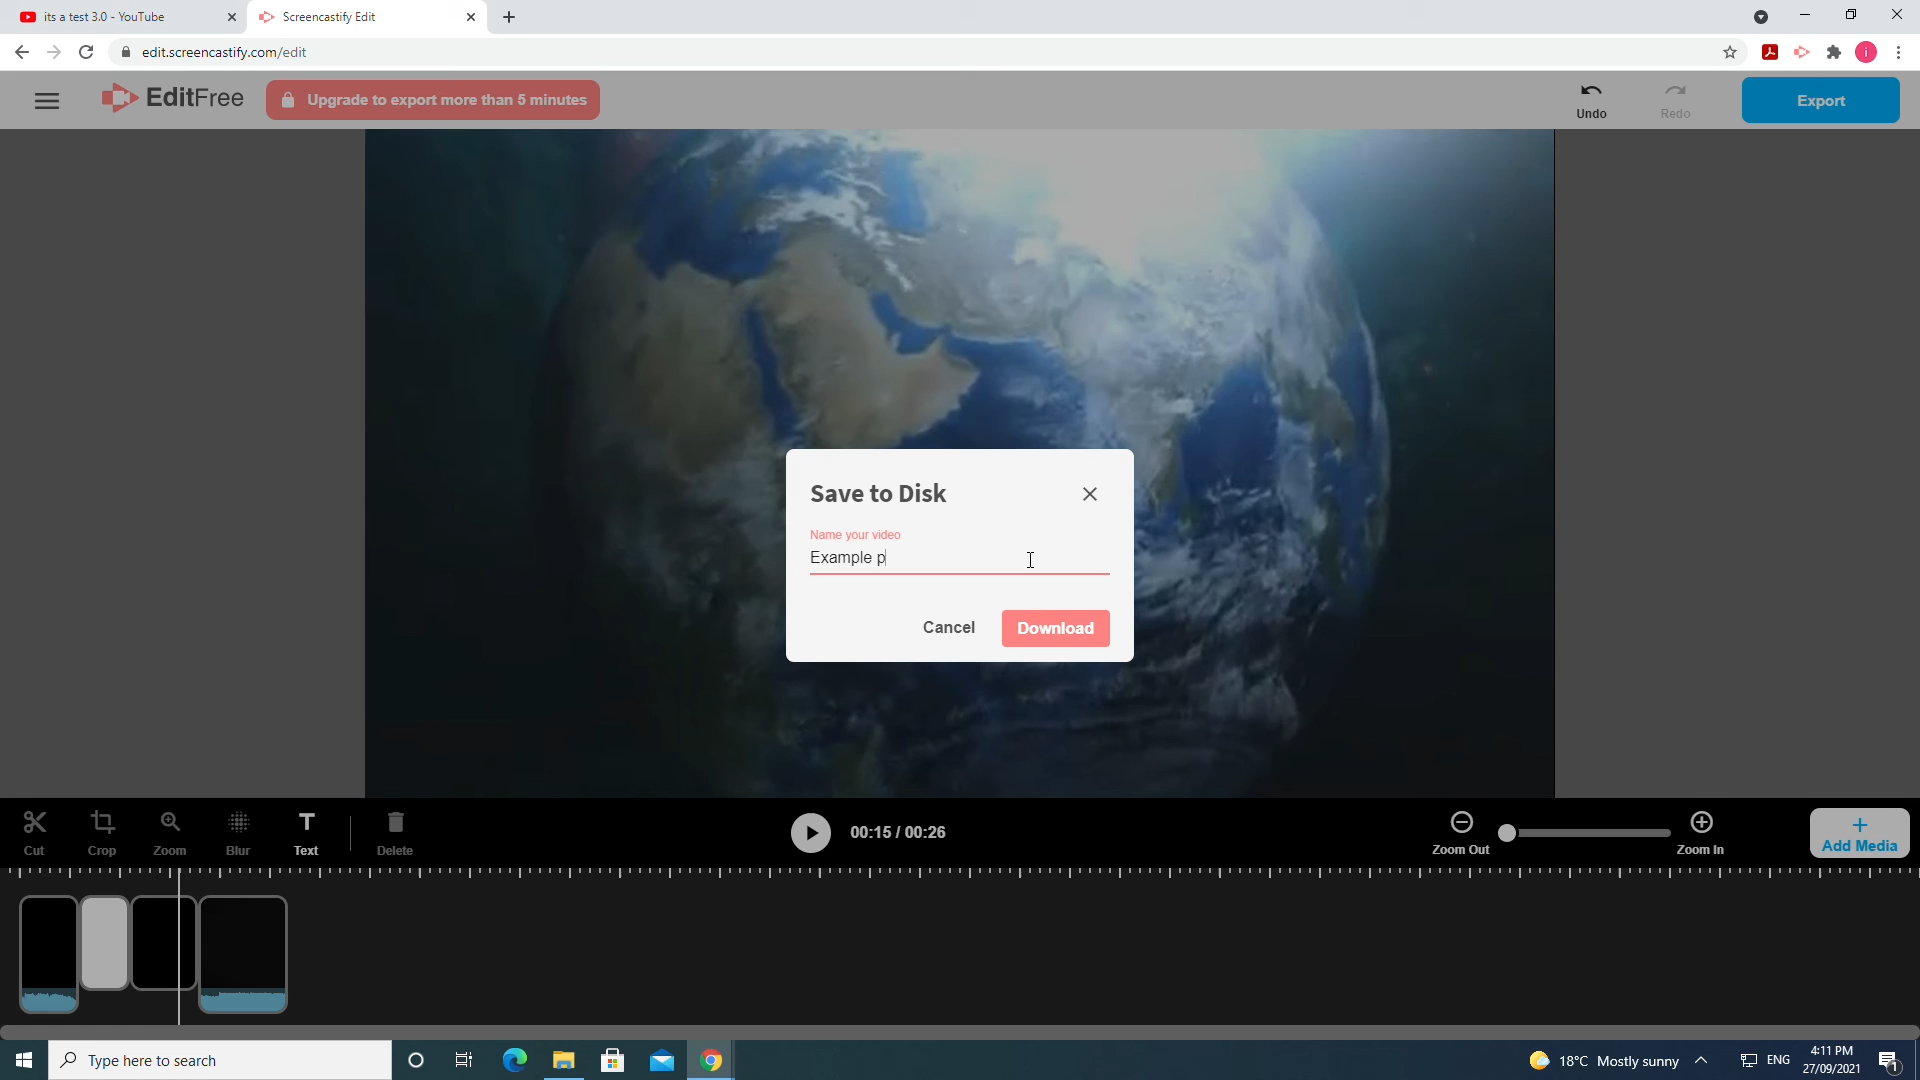 its a test 3.0 - YouTube
Screencastify Edit
edit.screencastify.com/edit
i
EditFree
Upgrade to export more than 5 minutes
Undo
Redo
Export
Save to Disk
Name your video
Example p
Cancel
Download
Cut
Crop
Zoom
Blur
T
Text
Delete
00:15 / 00:26
Zoom Out
Zoom In
+
Add Media
Type here to search
18°C Mostly sunny
ENG
4:11 PM
27/09/2021
1